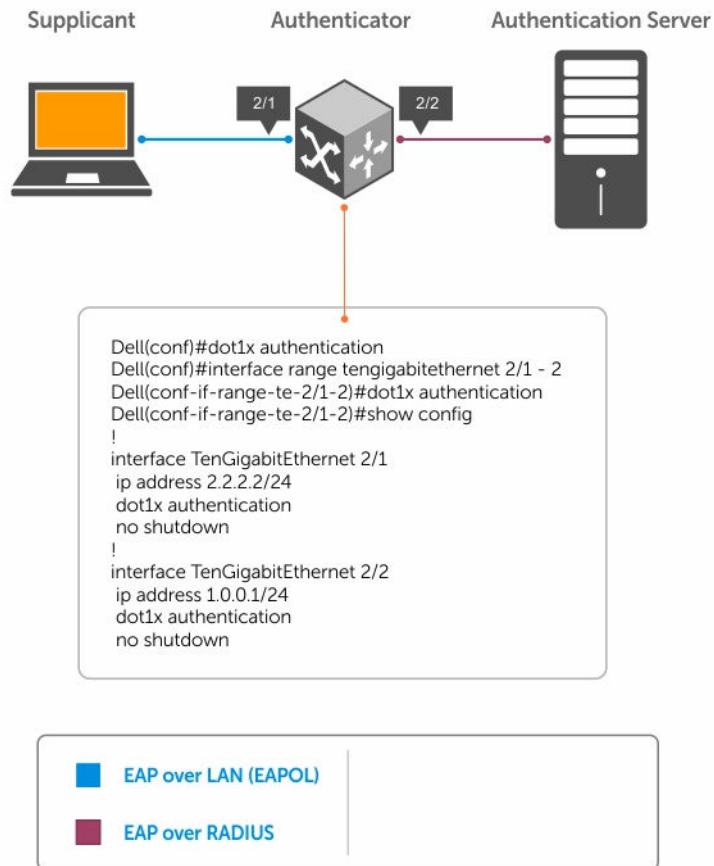 Supplicant
Authenticator
Authentication Server
2/1
2/2
Dell(conf)#dot1x authentication
Dell(conf)#interface range tengigabitethernet 2/1 - 2
Dell(conf-if-range-te-2/1-2)#dot1x authentication
Dell(conf-if-range-te-2/1-2)#show config
!
interface TenGigabitEthernet 2/1
ip address 2.2.2.2/24
dot1x authentication
no shutdown
!
interface TenGigabitEthernet 2/2
ip address 1.0.0.1/24
dot1x authentication
no shutdown
EAP over LAN (EAPOL)
EAP over RADIUS